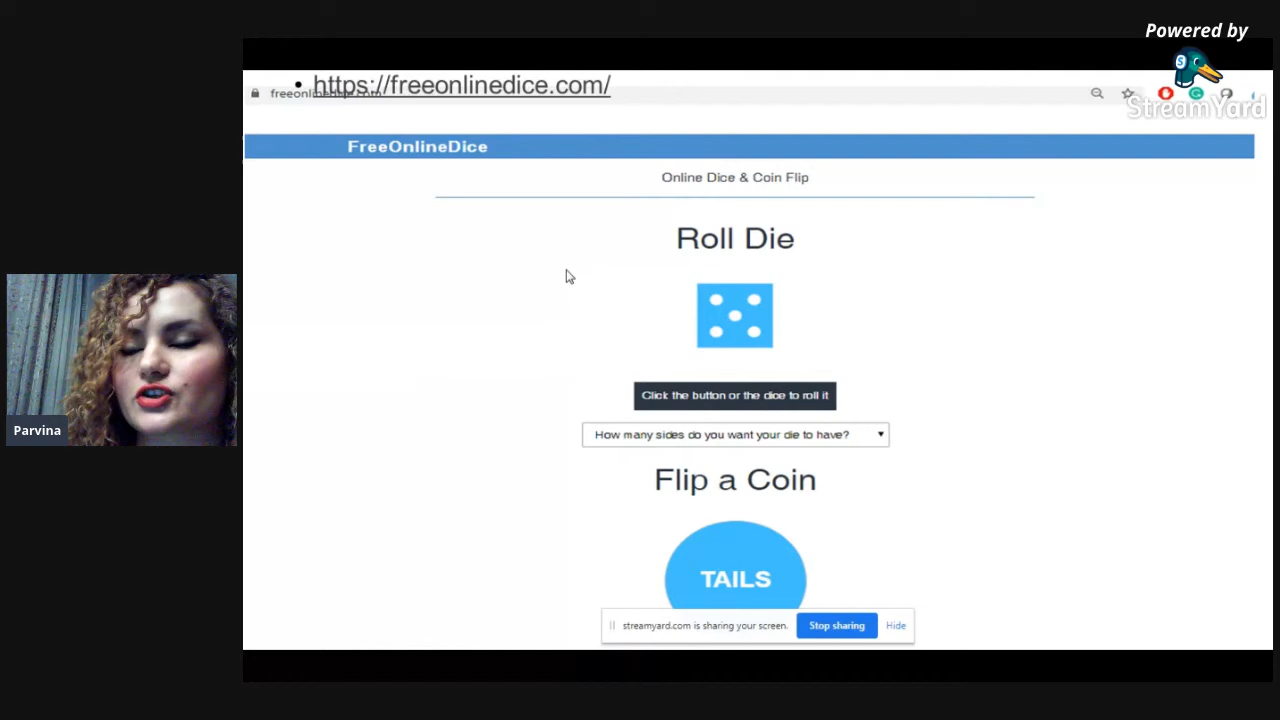 Powered by
StreamYard
• https://freeonlinedice.com/
FreeOnlineDice
Online Dice & Coin Flip
Roll Die
Click the button or the dice to roll it
How many sides do you want your die to have?
Flip a Coin
TAILS
streamyard.com is sharing your screen.
Stop sharing
Hide
Parvina